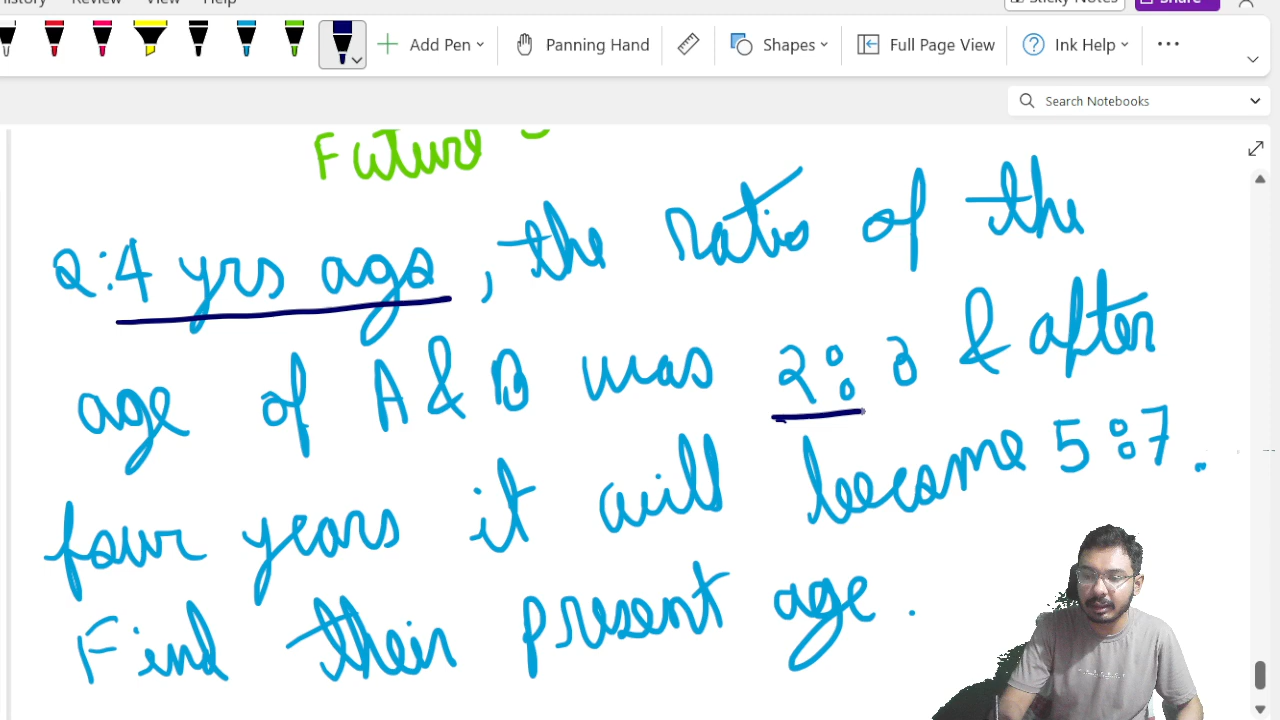 History Review View Help
Sticky Notes Share
Add Pen Panning Hand Shapes Full Page View Ink Help
Search Notebooks
Future
Q:4 yrs ago, the ratio of the
age of A & B was 2:3 & after
four years it will become 5:7.
Find their present age.